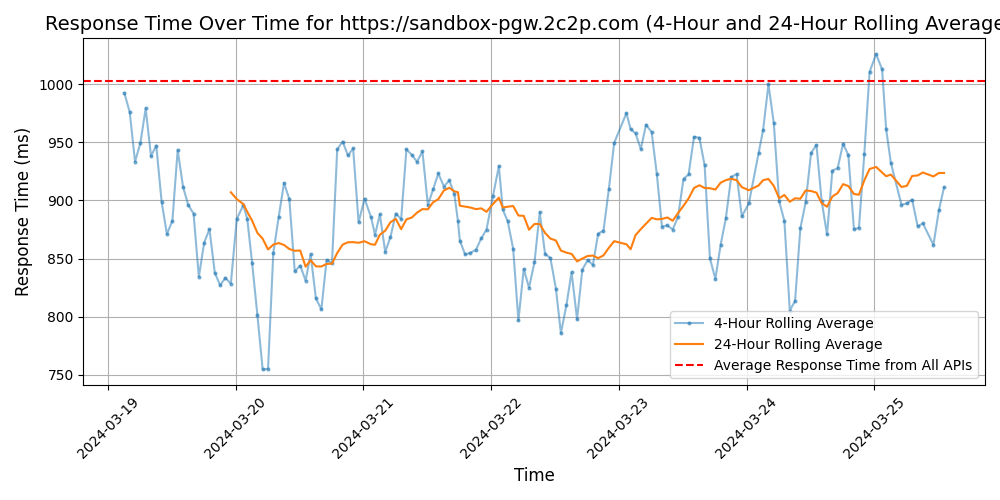 Response Time Over Time for https://sandbox-pgw.2c2p.com (4-Hour and 24-Hour Rolling Average
Response Time (ms)
1000
950
900
850
800
750
4-Hour Rolling Average
24-Hour Rolling Average
Average Response Time from All APIs
2024-03-19
2024-03-20
2024-03-21
2024-03-22
2024-03-23
2024-03-24
2024-03-25
Time